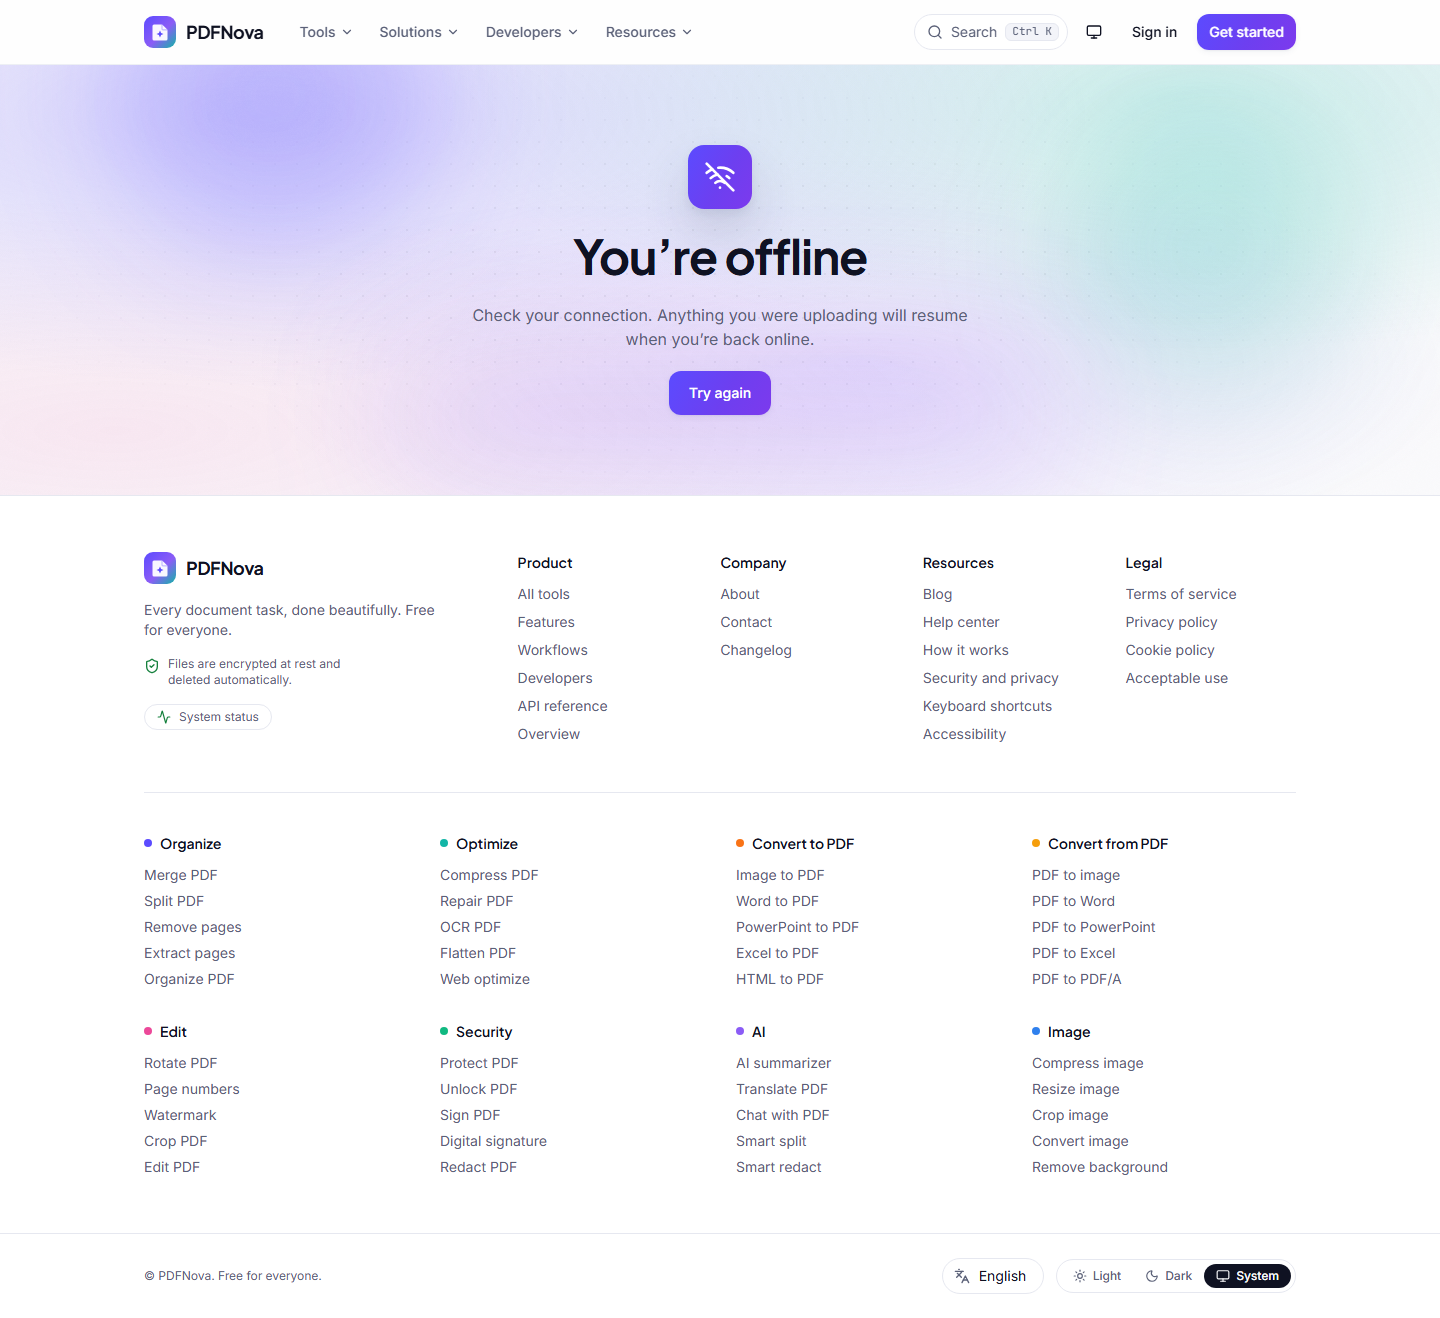 PDFNova
Tools
Solutions
Developers
Resources
Search
Ctrl K
Sign in
Get started
You’re offline
Check your connection. Anything you were uploading will resume
when you’re back online.
Try again
PDFNova
Every document task, done beautifully. Free
for everyone.
Files are encrypted at rest and
deleted automatically.
System status
Product
All tools
Features
Workflows
Developers
API reference
Overview
Company
About
Contact
Changelog
Resources
Blog
Help center
How it works
Security and privacy
Keyboard shortcuts
Accessibility
Legal
Terms of service
Privacy policy
Cookie policy
Acceptable use
Organize
Merge PDF
Split PDF
Remove pages
Extract pages
Organize PDF
Optimize
Compress PDF
Repair PDF
OCR PDF
Flatten PDF
Web optimize
Convert to PDF
Image to PDF
Word to PDF
PowerPoint to PDF
Excel to PDF
HTML to PDF
Convert from PDF
PDF to image
PDF to Word
PDF to PowerPoint
PDF to Excel
PDF to PDF/A
Edit
Rotate PDF
Page numbers
Watermark
Crop PDF
Edit PDF
Security
Protect PDF
Unlock PDF
Sign PDF
Digital signature
Redact PDF
AI
AI summarizer
Translate PDF
Chat with PDF
Smart split
Smart redact
Image
Compress image
Resize image
Crop image
Convert image
Remove background
© PDFNova. Free for everyone.
English
Light
Dark
System